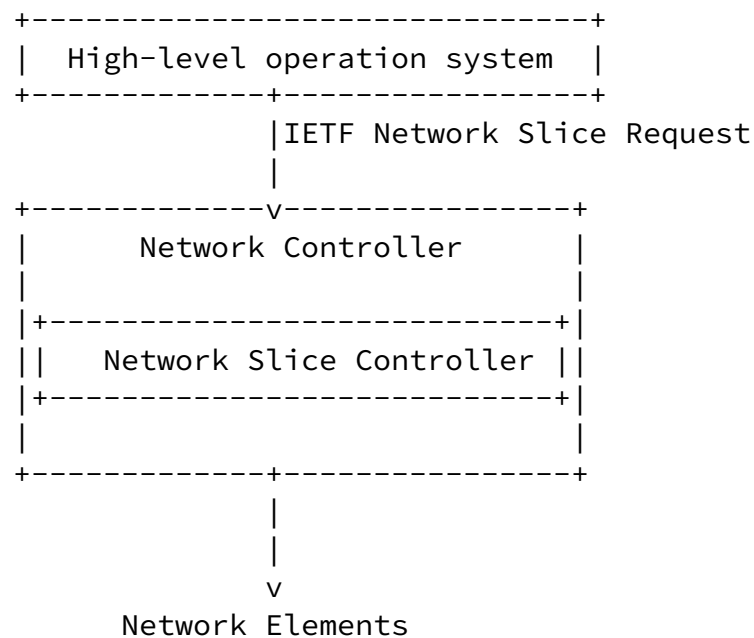 High-level operation system
IETF Network Slice Request
Network Controller
Network Slice Controller
Network Elements